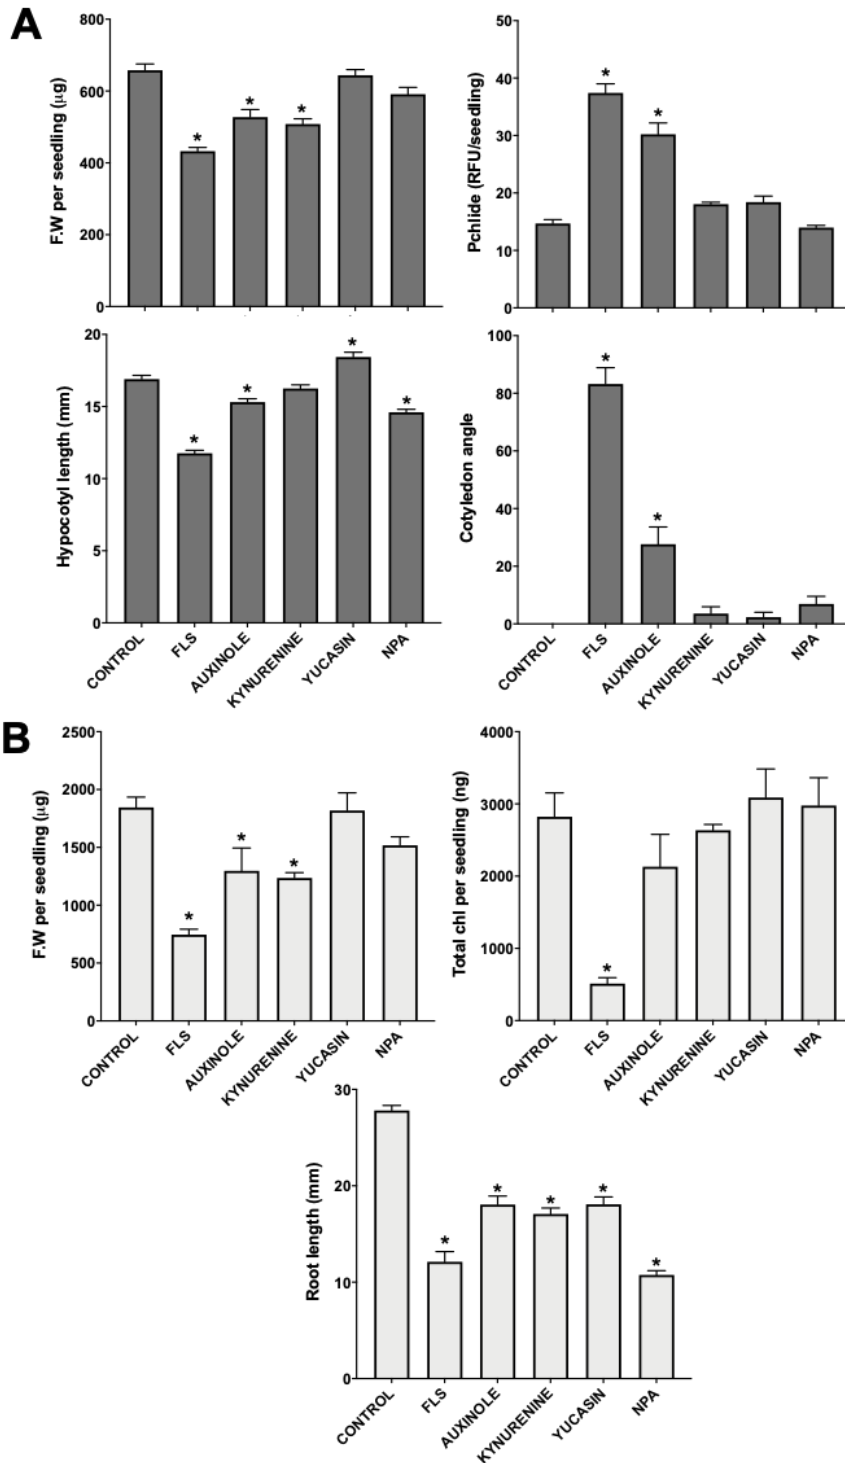 A
F.W per seedling (µg)
800
600
400
200
0
*
*
*
Pchlide (RFU/seedling)
50
40
30
20
10
0
*
*
Hypocotyl length (mm)
20
15
10
5
0
*
*
*
*
CONTROL
FLS
AUXINOLE
KYNURENINE
YUCASIN
NPA
Cotyledon angle
80
60
40
20
0
*
*
CONTROL
FLS
AUXINOLE
KYNURENINE
YUCASIN
NPA
B
F.W per seedling (µg)
2500
2000
1500
1000
500
0
*
*
*
CONTROL
FLS
AUXINOLE
KYNURENINE
YUCASIN
NPA
Total chl per seedling (ng)
4000
3000
2000
1000
0
*
CONTROL
FLS
AUXINOLE
KYNURENINE
YUCASIN
NPA
Root length (mm)
30
20
10
0
*
*
*
*
*
CONTROL
FLS
AUXINOLE
KYNURENINE
YUCASIN
NPA